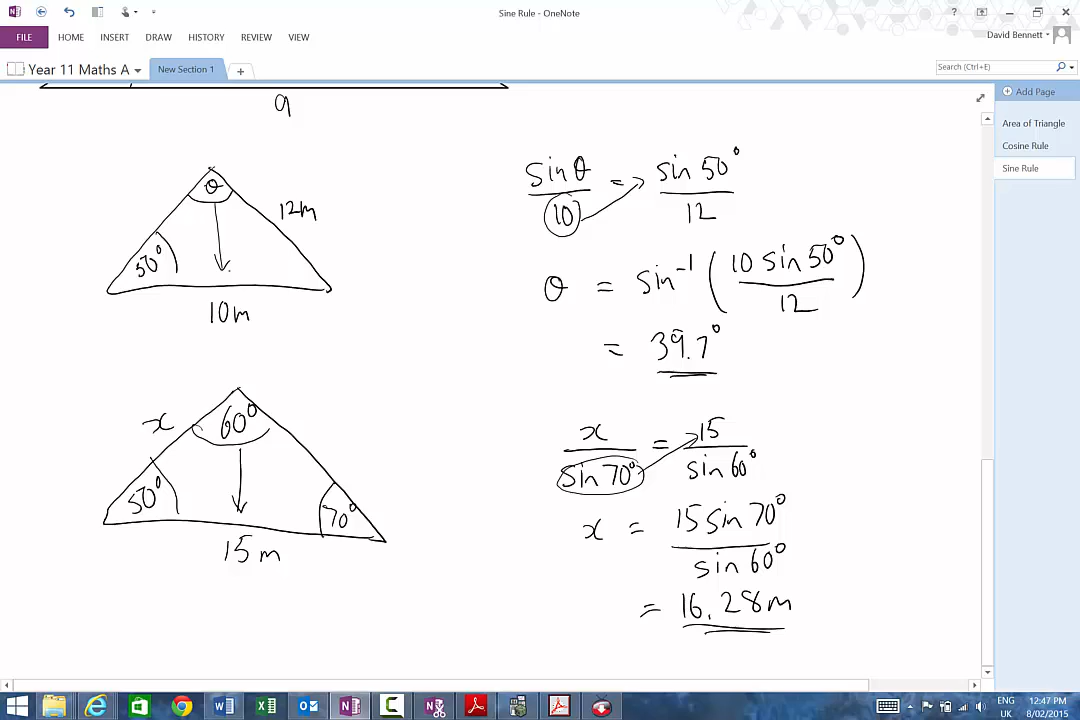 Sine Rule - OneNote
?
FILE HOME INSERT DRAW HISTORY REVIEW VIEW
David Bennett
Year 11 Maths A
New Section 1
+
Search (Ctrl+E)
Add Page
Area of Triangle
Cosine Rule
Sine Rule
9
θ
12m
50°
10m
sinθ/10 = sin 50°/12
θ = sin⁻¹ (10 sin 50°/12)
= 39.7°
x
60°
50°
70°
15 m
x/sin 70° = 15/sin 60°
x = 15 sin 70°/sin 60°
= 16.28m
ENG
UK
12:47 PM
8/02/2015